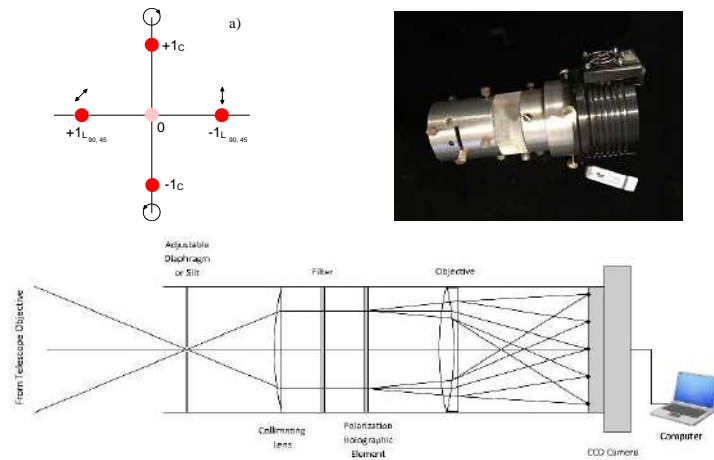 a)
+1C
0
+1L90, 45
-1L90, 45
-1C
Adjustable
Diaphragm
or Slit
Filter
Objective
From Telescope Objective
Collimating
Lens
Polarization
Holographic
Element
CCD Camera
Computer